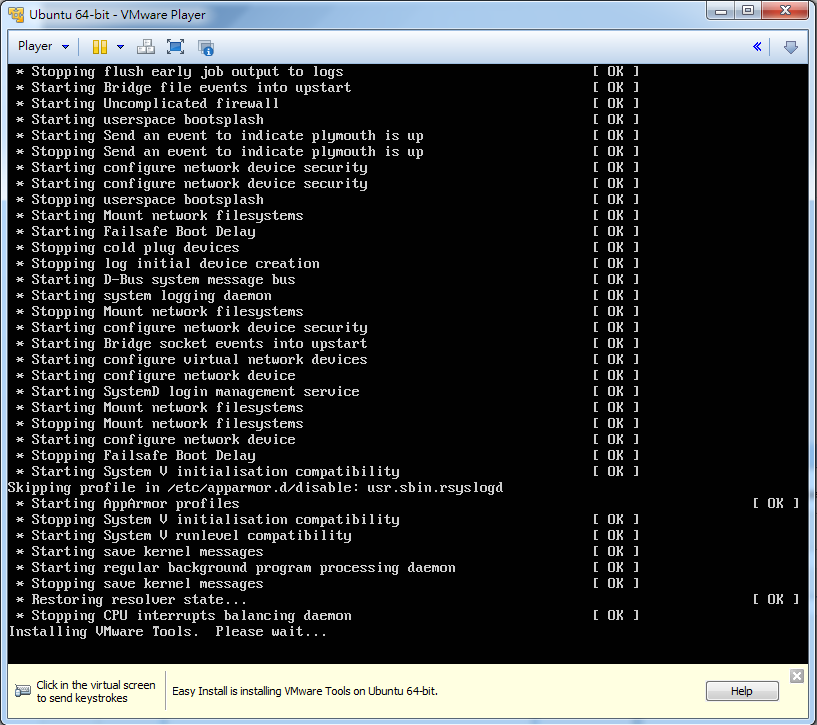 Ubuntu 64-bit - VMware Player
Player
* Stopping flush early job output to logs [ OK ]
* Starting Bridge file events into upstart [ OK ]
* Starting Uncomplicated firewall [ OK ]
* Starting userspace bootsplash [ OK ]
* Starting Send an event to indicate plymouth is up [ OK ]
* Stopping Send an event to indicate plymouth is up [ OK ]
* Starting configure network device security [ OK ]
* Starting configure network device security [ OK ]
* Stopping userspace bootsplash [ OK ]
* Starting Mount network filesystems [ OK ]
* Starting Failsafe Boot Delay [ OK ]
* Stopping cold plug devices [ OK ]
* Stopping log initial device creation [ OK ]
* Starting D-Bus system message bus [ OK ]
* Starting system logging daemon [ OK ]
* Stopping Mount network filesystems [ OK ]
* Starting configure network device security [ OK ]
* Starting Bridge socket events into upstart [ OK ]
* Starting configure virtual network devices [ OK ]
* Starting configure network device [ OK ]
* Starting SystemD login management service [ OK ]
* Starting Mount network filesystems [ OK ]
* Stopping Mount network filesystems [ OK ]
* Starting configure network device [ OK ]
* Stopping Failsafe Boot Delay [ OK ]
* Starting System V initialisation compatibility [ OK ]
Skipping profile in /etc/apparmor.d/disable: usr.sbin.rsyslogd
* Starting AppArmor profiles [ OK ]
* Stopping System V initialisation compatibility [ OK ]
* Starting System V runlevel compatibility [ OK ]
* Starting save kernel messages [ OK ]
* Starting regular background program processing daemon [ OK ]
* Stopping save kernel messages [ OK ]
* Restoring resolver state... [ OK ]
* Stopping CPU interrupts balancing daemon [ OK ]
Installing VMware Tools.  Please wait...
Click in the virtual screen
to send keystrokes
Easy Install is installing VMware Tools on Ubuntu 64-bit.
Help